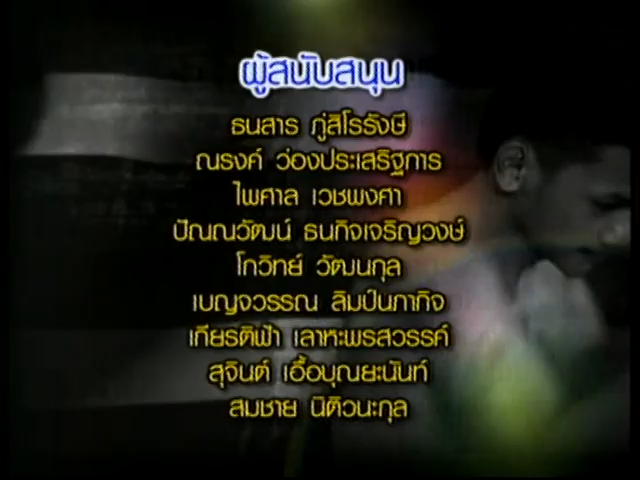 ผู้สนับสนุน
ธนสาร ภู่สิโรรังษี
ณรงค์ ว่องประเสริฐการ
ไพศาล เวชพงศา
ปัณณวัฒน์ ธนกิจเจริญวงษ์
โกวิทย์ วัฒนกุล
เบญจวรรณ ลิมป์นภากิจ
เกียรติฟ้า เลาหะพรสวรรค์
สุจินต์ เอื้อบุณยะนันท์
สมชาย นิติวนะกุล